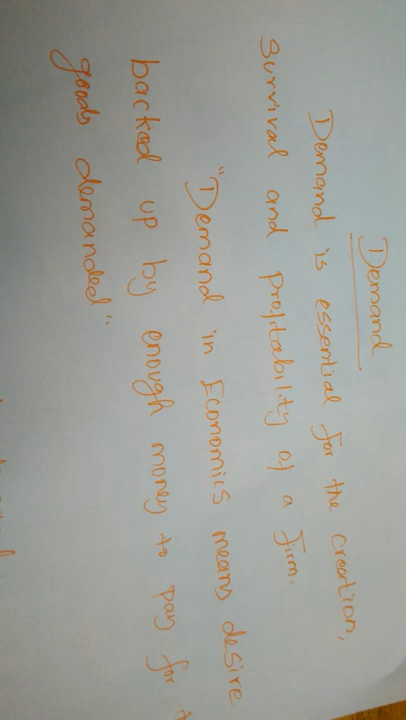 Demand
Demand is essential for the creation,
Survival and Profitability of a firm.
"Demand in Economics means desire
backed up by enough money to pay for
goods demanded".